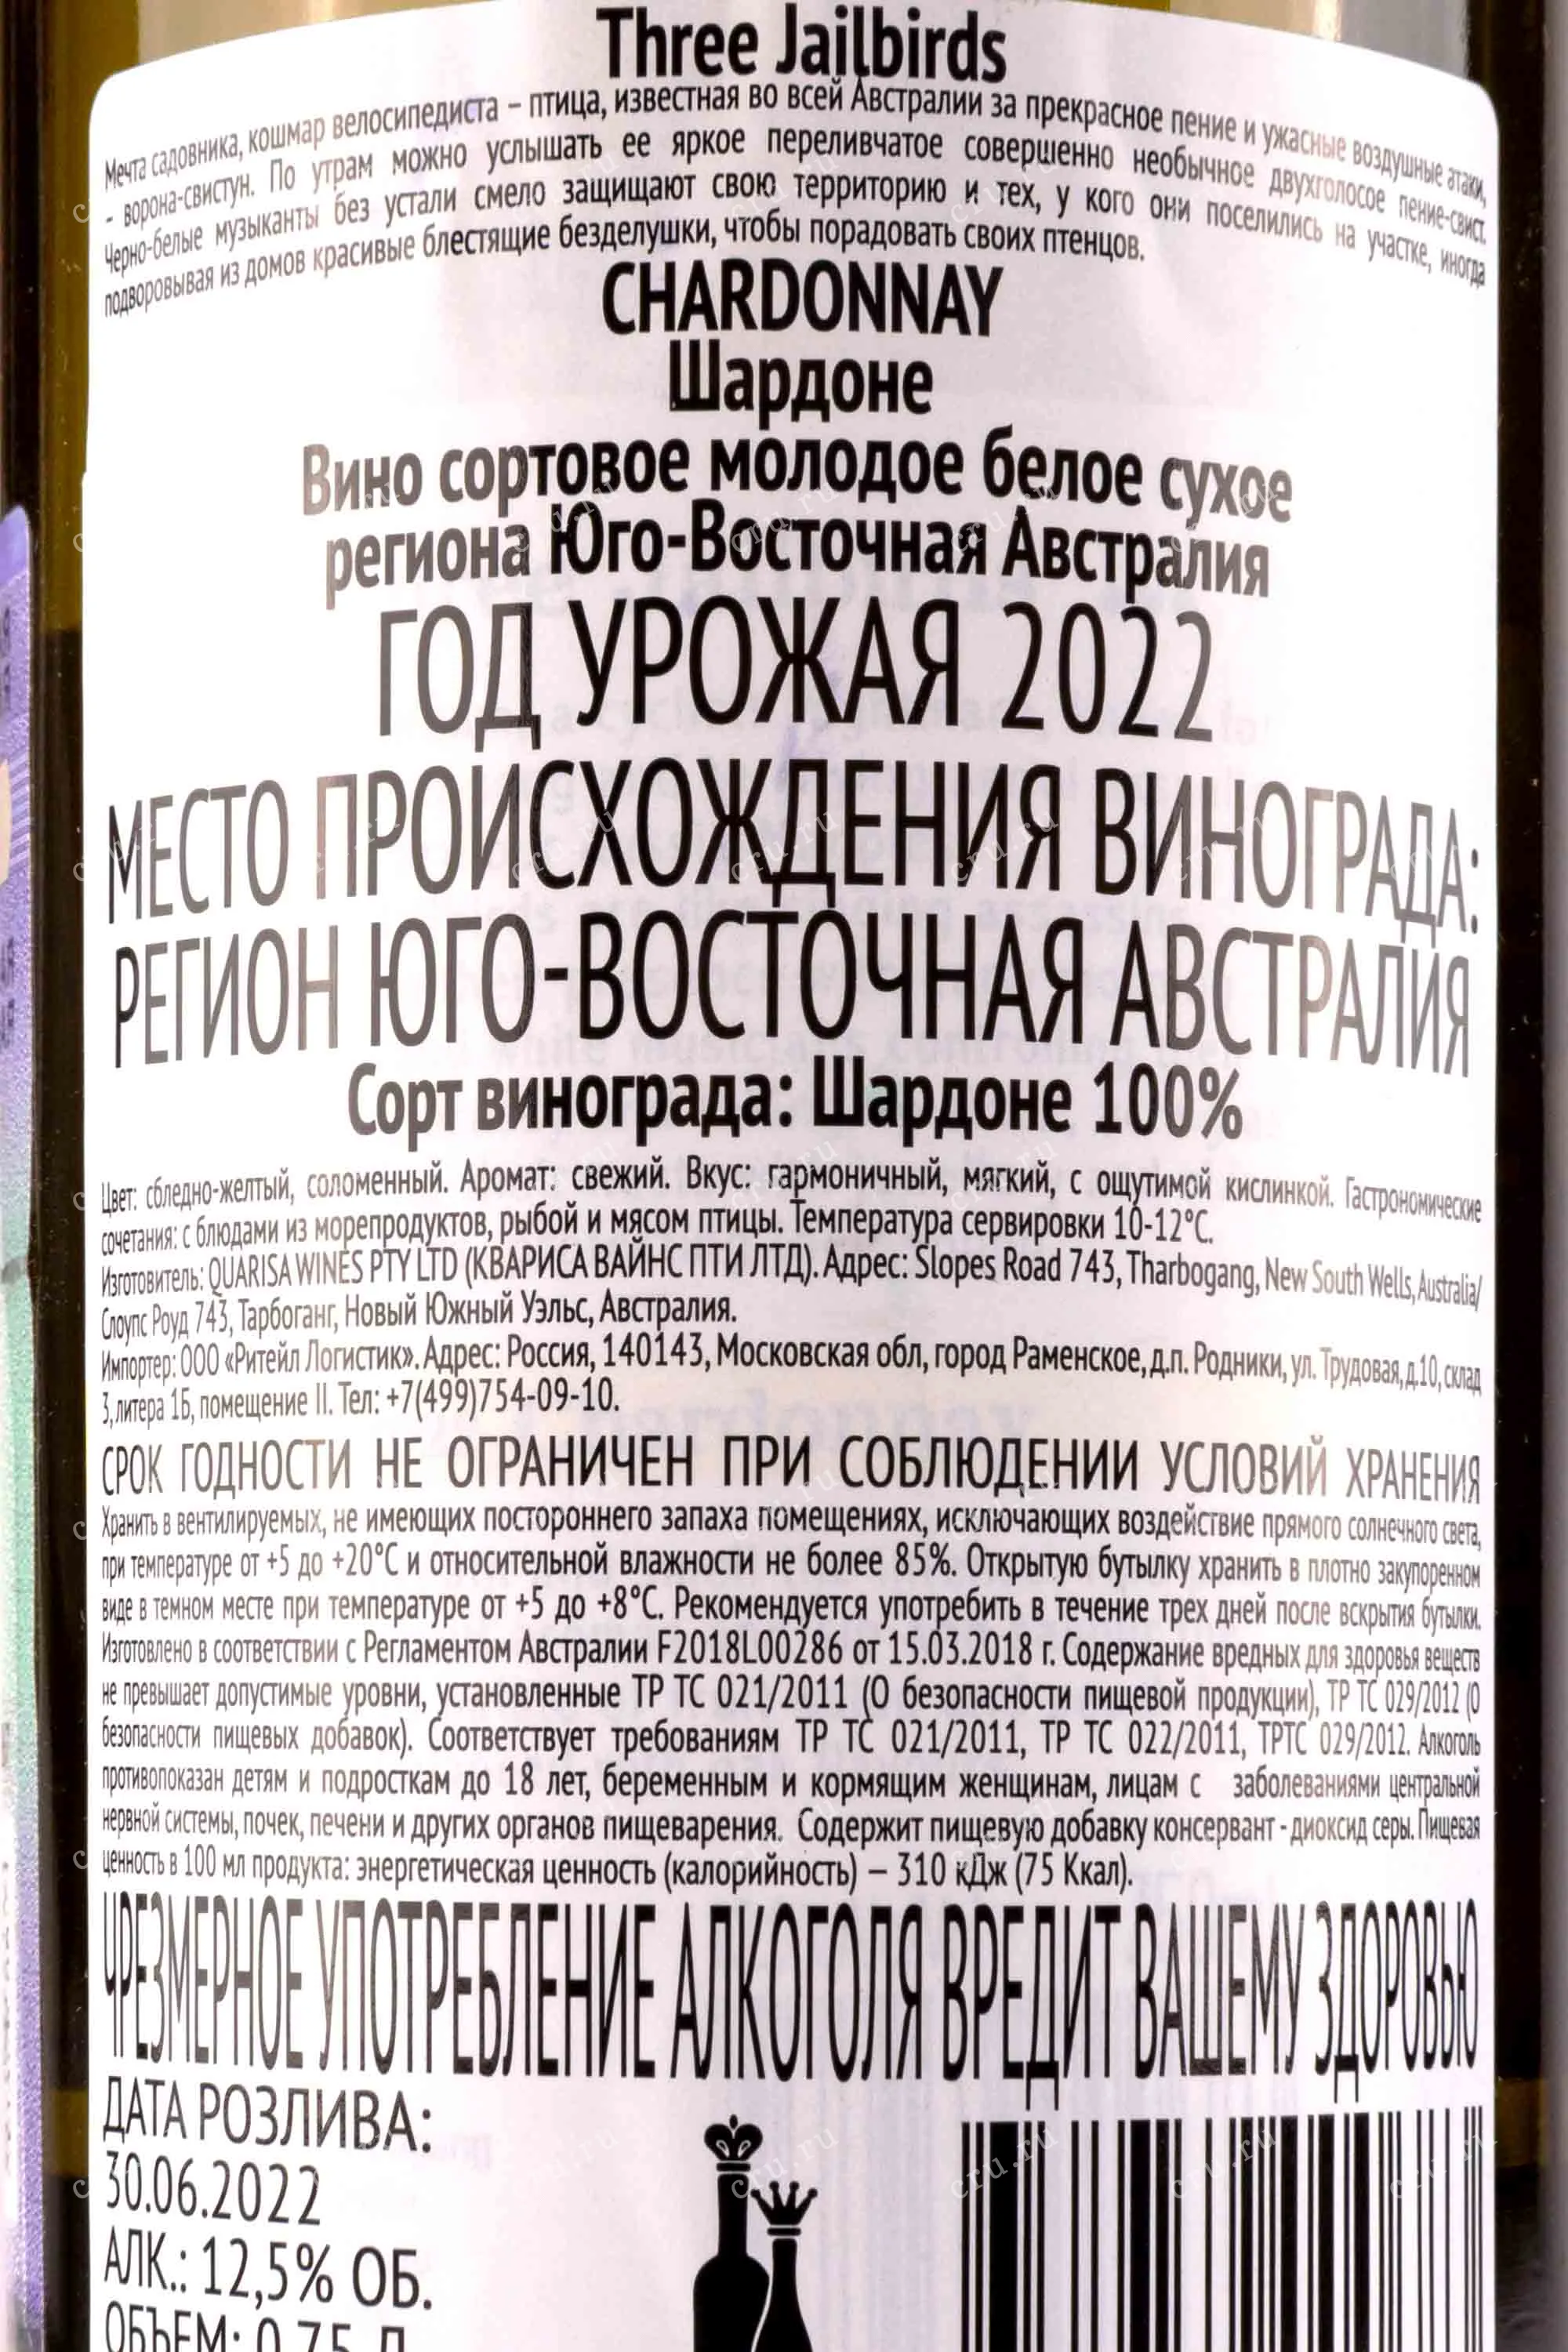 Three Jailbirds
Мечта садовника, кошмар велосипедиста – птица, известная во всей Австралии за прекрасное пение и ужасные воздушные атаки,
- ворона-свистун. По утрам можно услышать ее яркое переливчатое совершенно необычное двухголосое пение-свист.
Черно-белые музыканты без устали смело защищают свою территорию и тех, у кого они поселились на участке, иногда
подворовывая из домов красивые блестящие безделушки, чтобы порадовать своих птенцов.
CHARDONNAY
Шардоне
Вино сортовое молодое белое сухое
региона Юго-Восточная Австралия
ГОД УРОЖАЯ 2022
МЕСТО ПРОИСХОЖДЕНИЯ ВИНОГРАДА:
РЕГИОН ЮГО-ВОСТОЧНАЯ АВСТРАЛИЯ
Сорт винограда: Шардоне 100%
Цвет: сбледно-желтый, соломенный. Аромат: свежий. Вкус: гармоничный, мягкий, с ощутимой кислинкой. Гастрономические
сочетания: с блюдами из морепродуктов, рыбой и мясом птицы. Температура сервировки 10-12°C.
Изготовитель: QUARISA WINES PTY LTD (КВАРИСА ВАЙНС ПТИ ЛТД). Адрес: Slopes Road 743, Tharbogang, New South Wells, Australia/
Слоупс Роуд 743, Тарбоганг, Новый Южный Уэльс, Австралия.
Импортер: ООО «Ритейл Логистик». Адрес: Россия, 140143, Московская обл, город Раменское, д.п. Родники, ул. Трудовая, д.10, склад
3, литера 1Б, помещение II. Тел: +7(499)754-09-10.
СРОК ГОДНОСТИ НЕ ОГРАНИЧЕН ПРИ СОБЛЮДЕНИИ УСЛОВИЙ ХРАНЕНИЯ
Хранить в вентилируемых, не имеющих постороннего запаха помещениях, исключающих воздействие прямого солнечного света,
при температуре от +5 до +20°C и относительной влажности не более 85%. Открытую бутылку хранить в плотно закупоренном
виде в темном месте при температуре от +5 до +8°C. Рекомендуется употребить в течение трех дней после вскрытия бутылки.
Изготовлено в соответствии с Регламентом Австралии F2018L00286 от 15.03.2018 г. Содержание вредных для здоровья веществ
не превышает допустимые уровни, установленные ТР ТС 021/2011 (О безопасности пищевой продукции), ТР ТС 029/2012 (О
безопасности пищевых добавок). Соответствует требованиям ТР ТС 021/2011, ТР ТС 022/2011, ТРТС 029/2012. Алкоголь
противопоказан детям и подросткам до 18 лет, беременным и кормящим женщинам, лицам с заболеваниями центральной
нервной системы, почек, печени и других органов пищеварения. Содержит пищевую добавку консервант - диоксид серы. Пищевая
ценность в 100 мл продукта: энергетическая ценность (калорийность) – 310 кДж (75 Ккал).
ЧРЕЗМЕРНОЕ УПОТРЕБЛЕНИЕ АЛКОГОЛЯ ВРЕДИТ ВАШЕМУ ЗДОРОВЬЮ
ДАТА РОЗЛИВА:
30.06.2022
АЛК.: 12,5% ОБ.
ОБЪЕМ: 0,75 Л